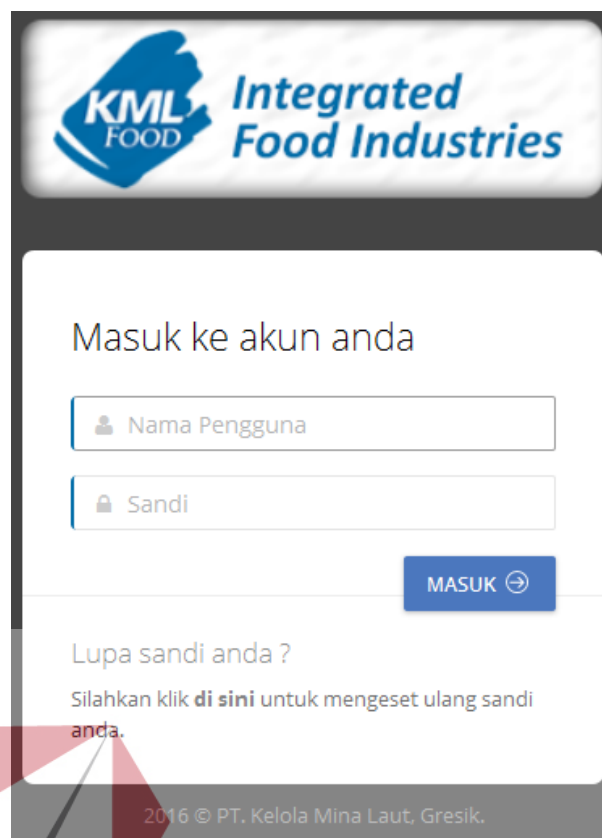 KML
FOOD
Integrated
Food Industries
Masuk ke akun anda
Nama Pengguna
Sandi
MASUK
Lupa sandi anda ?
Silahkan klik di sini untuk mengeset ulang sandi
anda.
2016 © PT. Kelola Mina Laut, Gresik.